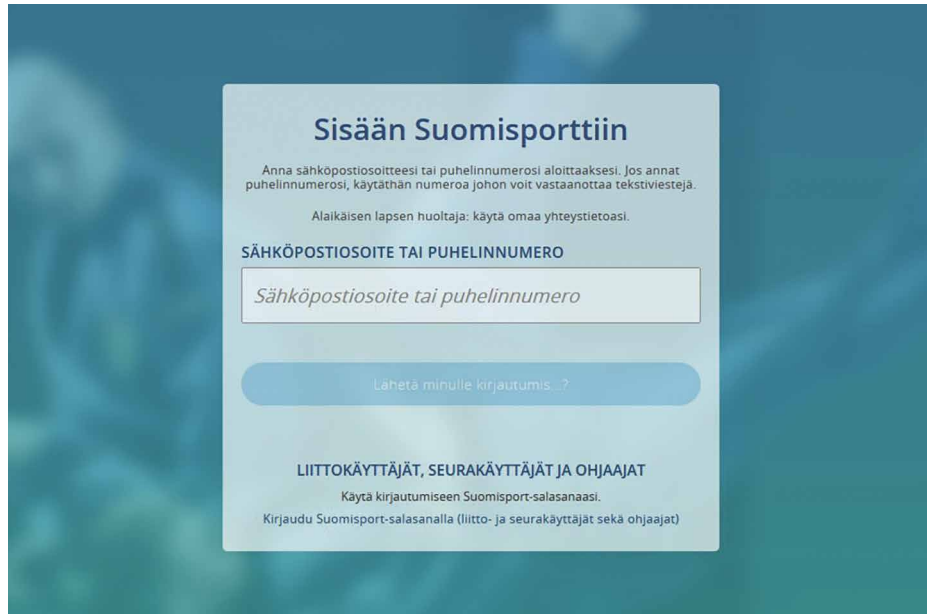 Sisään Suomisporttiin
Anna sähköpostiosoitteesi tai puhelinnumerosi aloittaaksesi. Jos annat
puhelinnumerosi, käytäthän numeroa johon voit vastaanottaa tekstiviestejä.
Alaikäisen lapsen huoltaja: käytä omaa yhteystietoasi.
SÄHKÖPOSTIOSOITE TAI PUHELINNUMERO
Sähköpostiosoite tai puhelinnumero
Lähetä minulle kirjautumis...?
LIITTOKÄYTTÄJÄT, SEURAKÄYTTÄJÄT JA OHJAAJAT
Käytä kirjautumiseen Suomisport-salasanaasi.
Kirjaudu Suomisport-salasanalla (liitto- ja seurakäyttäjät sekä ohjaajat)